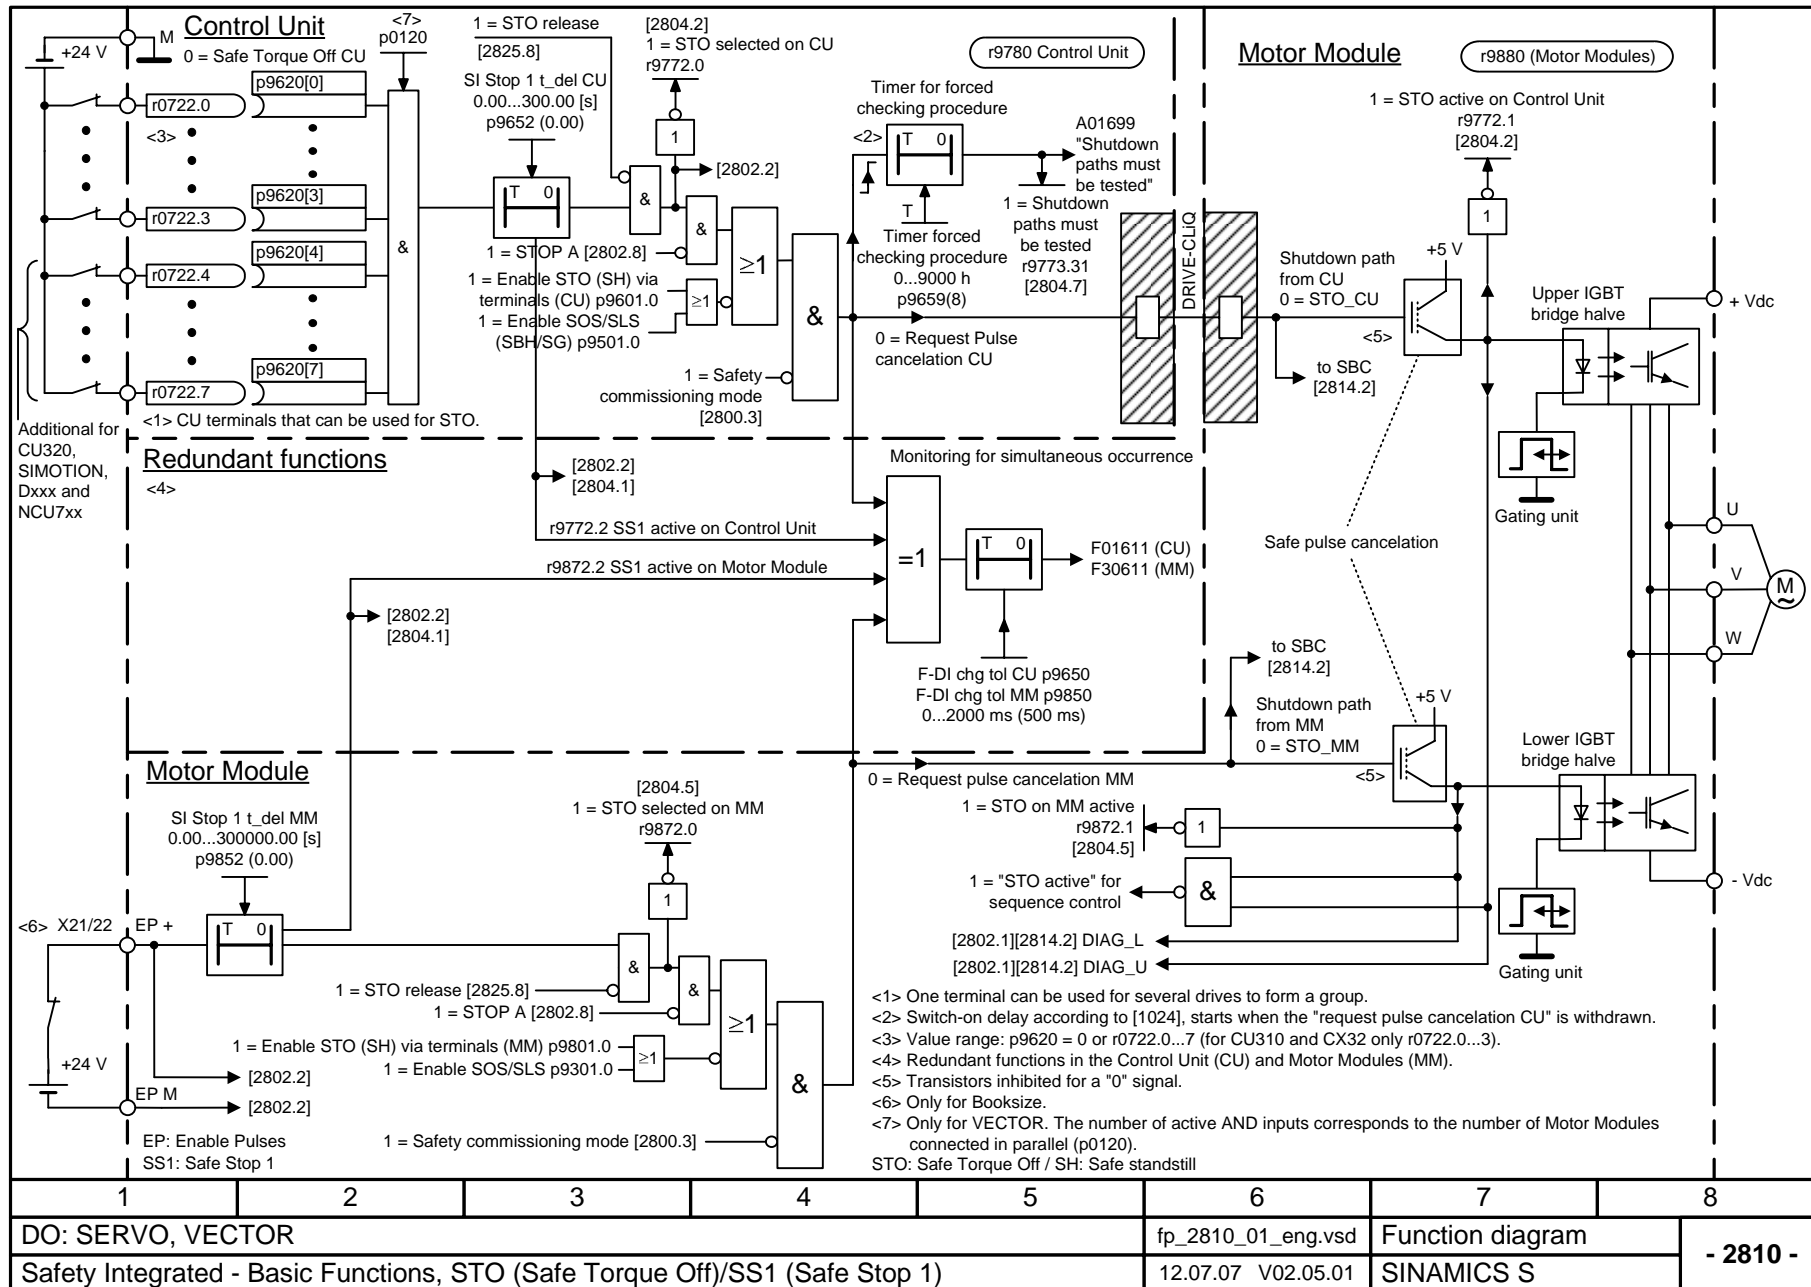 Control Unit
+24 V
M
0 = Safe Torque Off CU
<7>
p0120
1 = STO release
[2825.8]
SI Stop 1 t_del CU
0.00...300.00 [s]
p9652 (0.00)
[2804.2]
1 = STO selected on CU
r9772.0
r9780 Control Unit
Motor Module
r9880 (Motor Modules)
1 = STO active on Control Unit
r9772.1
[2804.2]
p9620[0]
r0722.0
<3>
p9620[3]
r0722.3
p9620[4]
r0722.4
p9620[7]
r0722.7
&
T 0
1
[2802.2]
&
&
1 = STOP A [2802.8]
1 = Enable STO (SH) via
terminals (CU) p9601.0
1 = Enable SOS/SLS
(SBH/SG) p9501.0
≥1
≥1
&
1 = Safety
commissioning mode
[2800.3]
Timer for forced
checking procedure
<2>
T 0
T
Timer forced
checking procedure
0...9000 h
p9659(8)
A01699
"Shutdown
paths must
be tested"
1 = Shutdown
paths must
be tested
r9773.31
[2804.7]
0 = Request Pulse
cancelation CU
DRIVE-CLiQ
Shutdown path
from CU
0 = STO_CU
to SBC
[2814.2]
+5 V
<5>
1
Upper IGBT
bridge halve
+ Vdc
Gating unit
<1> CU terminals that can be used for STO.
Additional for
CU320,
SIMOTION,
Dxxx and
NCU7xx
Redundant functions
<4>
[2802.2]
[2804.1]
Monitoring for simultaneous occurrence
r9772.2 SS1 active on Control Unit
r9872.2 SS1 active on Motor Module
[2802.2]
[2804.1]
=1
T 0
F01611 (CU)
F30611 (MM)
F-DI chg tol CU p9650
F-DI chg tol MM p9850
0...2000 ms (500 ms)
Safe pulse cancelation
U
V
W
M
~
to SBC
[2814.2]
Shutdown path
from MM
0 = STO_MM
+5 V
<5>
Lower IGBT
bridge halve
- Vdc
Gating unit
Motor Module
SI Stop 1 t_del MM
0.00...300000.00 [s]
p9852 (0.00)
[2804.5]
1 = STO selected on MM
r9872.0
1
0 = Request pulse cancelation MM
1 = STO on MM active
r9872.1
[2804.5]
1
1 = "STO active" for
sequence control
&
[2802.1][2814.2] DIAG_L
[2802.1][2814.2] DIAG_U
<6> X21/22
EP +
T 0
&
&
1 = STO release [2825.8]
1 = STOP A [2802.8]
≥1
1 = Enable STO (SH) via terminals (MM) p9801.0
1 = Enable SOS/SLS p9301.0
≥1
&
+24 V
[2802.2]
EP M
[2802.2]
1 = Safety commissioning mode [2800.3]
EP: Enable Pulses
SS1: Safe Stop 1
<1> One terminal can be used for several drives to form a group.
<2> Switch-on delay according to [1024], starts when the "request pulse cancelation CU" is withdrawn.
<3> Value range: p9620 = 0 or r0722.0...7 (for CU310 and CX32 only r0722.0...3).
<4> Redundant functions in the Control Unit (CU) and Motor Modules (MM).
<5> Transistors inhibited for a "0" signal.
<6> Only for Booksize.
<7> Only for VECTOR. The number of active AND inputs corresponds to the number of Motor Modules
connected in parallel (p0120).
STO: Safe Torque Off / SH: Safe standstill
1 2 3 4 5 6 7 8
DO: SERVO, VECTOR
fp_2810_01_eng.vsd
Function diagram
- 2810 -
Safety Integrated - Basic Functions, STO (Safe Torque Off)/SS1 (Safe Stop 1)
12.07.07 V02.05.01
SINAMICS S